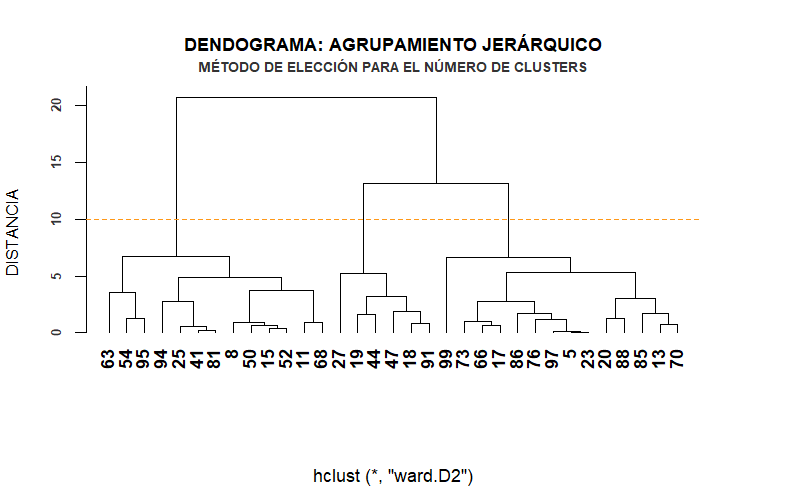 DENDOGRAMA: AGRUPAMIENTO JERÁRQUICO
MÉTODO DE ELECCIÓN PARA EL NÚMERO DE CLUSTERS
DISTANCIA
20
15
10
5
0
63 54 95 94 25 41 81 8 50 15 52 11 68 27 19 44 47 18 91 99 73 66 17 86 76 97 5 23 20 88 85 13 70
hclust (*, "ward.D2")